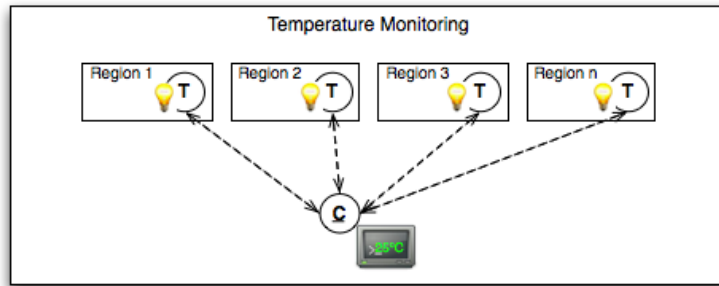 Temperature Monitoring
Region 1
T
Region 2
T
Region 3
T
Region n
T
C
>25°C